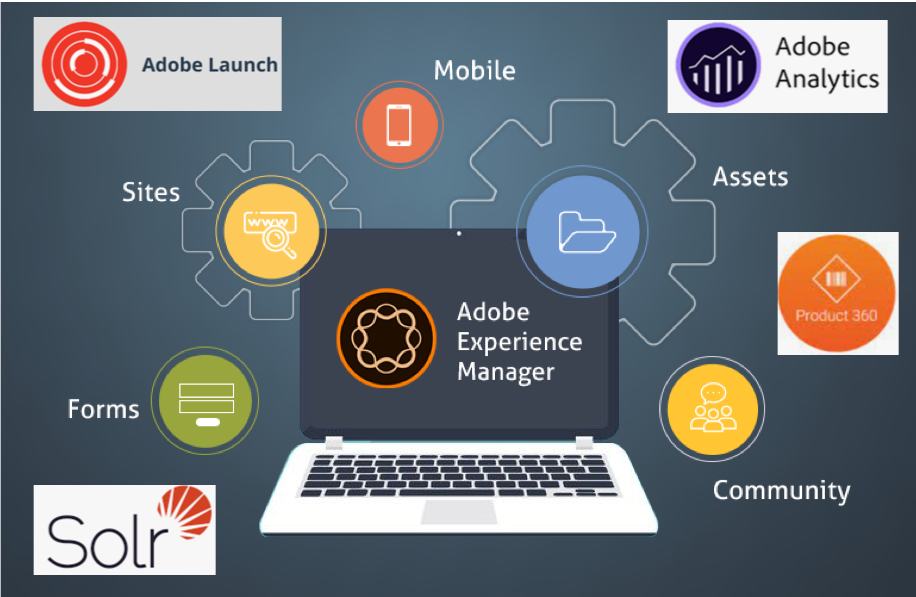 Adobe Launch
Mobile
Adobe
Analytics
Sites
www
Assets
Adobe
Experience
Manager
Product 360
Forms
Community
Solr